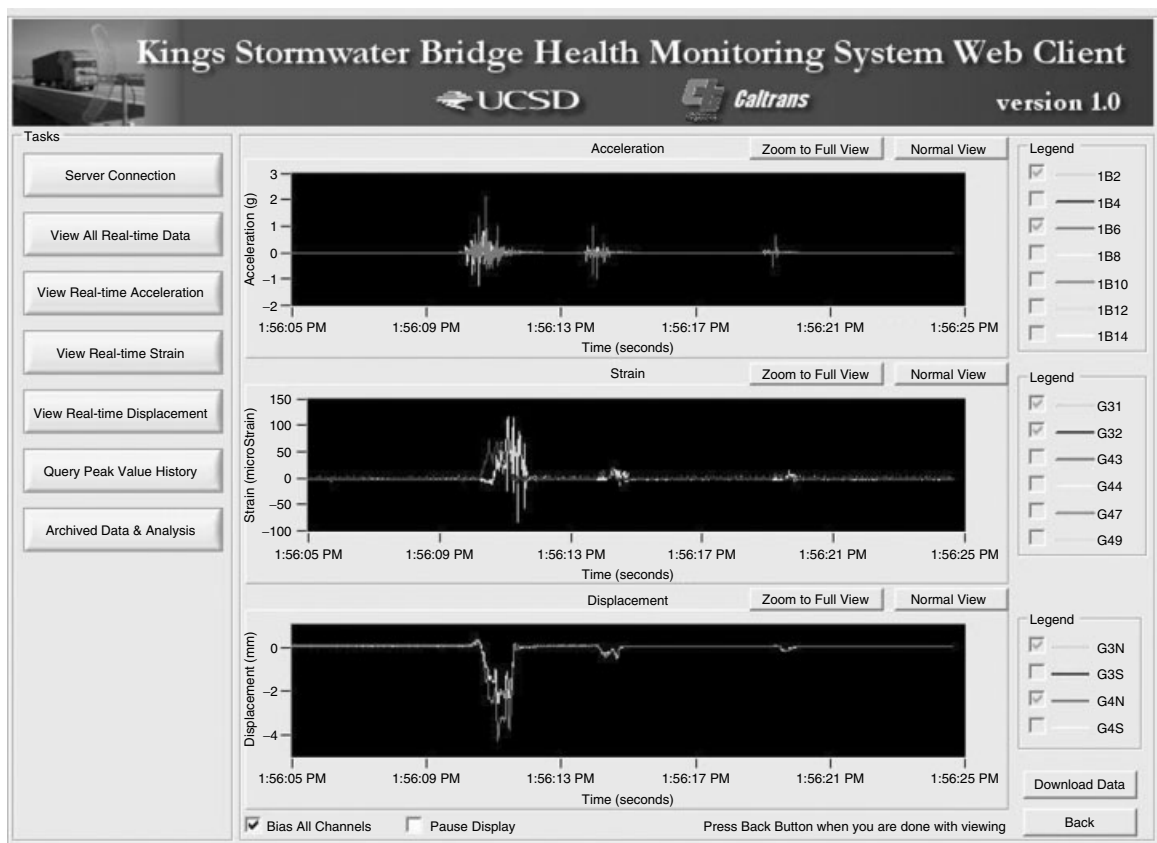 Kings Stormwater Bridge Health Monitoring System Web Client
UCSD
Caltrans
version 1.0
Tasks
Server Connection
View All Real-time Data
View Real-time Acceleration
View Real-time Strain
View Real-time Displacement
Query Peak Value History
Archived Data & Analysis
Acceleration
Zoom to Full View
Normal View
Acceleration (g)
3
2
1
0
−1
−2
1:56:05 PM
1:56:09 PM
1:56:13 PM
1:56:17 PM
1:56:21 PM
1:56:25 PM
Time (seconds)
Legend
1B2
1B4
1B6
1B8
1B10
1B12
1B14
Strain
Zoom to Full View
Normal View
Strain (microStrain)
150
100
50
0
−50
−100
1:56:05 PM
1:56:09 PM
1:56:13 PM
1:56:17 PM
1:56:21 PM
1:56:25 PM
Time (seconds)
Legend
G31
G32
G43
G44
G47
G49
Displacement
Zoom to Full View
Normal View
Displacement (mm)
0
−2
−4
1:56:05 PM
1:56:09 PM
1:56:13 PM
1:56:17 PM
1:56:21 PM
1:56:25 PM
Time (seconds)
Legend
G3N
G3S
G4N
G4S
Download Data
Bias All Channels
Pause Display
Press Back Button when you are done with viewing
Back